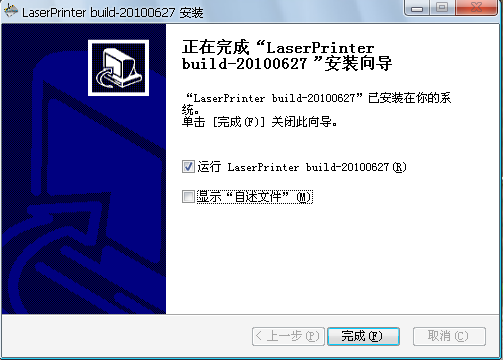 LaserPrinter build-20100627 安装
正在完成“LaserPrinter
build-20100627 ”安装向导
“LaserPrinter build-20100627”已安装在你的系
统。
单击 [完成(F)] 关闭此向导。
运行 LaserPrinter build-20100627(R)
显示“自述文件”(M)
< 上一步(P)
完成(F)
取消(C)